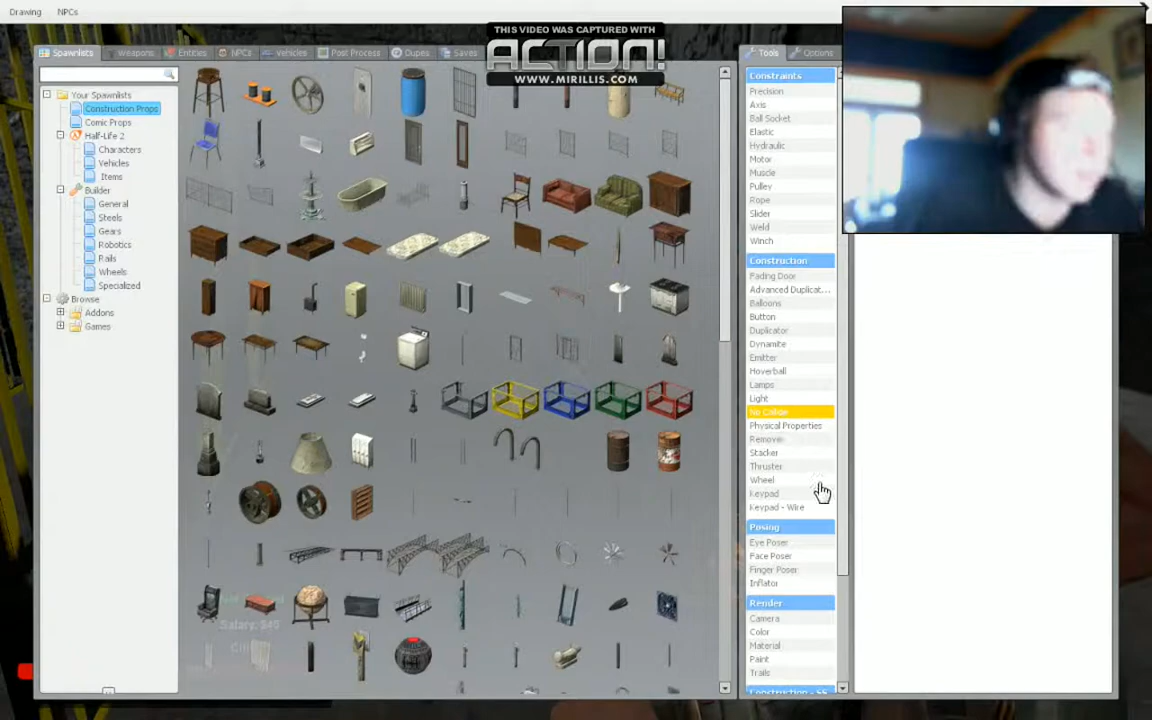 Drawing NPCs
THIS VIDEO WAS CAPTURED WITH
ACTION!
WWW.MIRILLIS.COM
Spawnlists Weapons Entities NPCs Vehicles Post Process Dupes Saves
Tools Options
Your Spawnlists
Construction Props
Comic Props
Half-Life 2
Characters
Vehicles
Items
Builder
General
Steels
Gears
Robotics
Rails
Wheels
Specialized
Browse
Addons
Games
Salary: $45
Constraints
Precision
Axis
Ball Socket
Elastic
Hydraulic
Motor
Muscle
Pulley
Rope
Slider
Weld
Winch
Construction
Fading Door
Advanced Duplicat...
Balloons
Button
Duplicator
Dynamite
Emitter
Hoverball
Lamps
Light
No Collide
Physical Properties
Remover
Stacker
Thruster
Wheel
Keypad
Keypad - Wire
Posing
Eye Poser
Face Poser
Finger Poser
Inflator
Render
Camera
Color
Material
Paint
Trails
Construction - SS